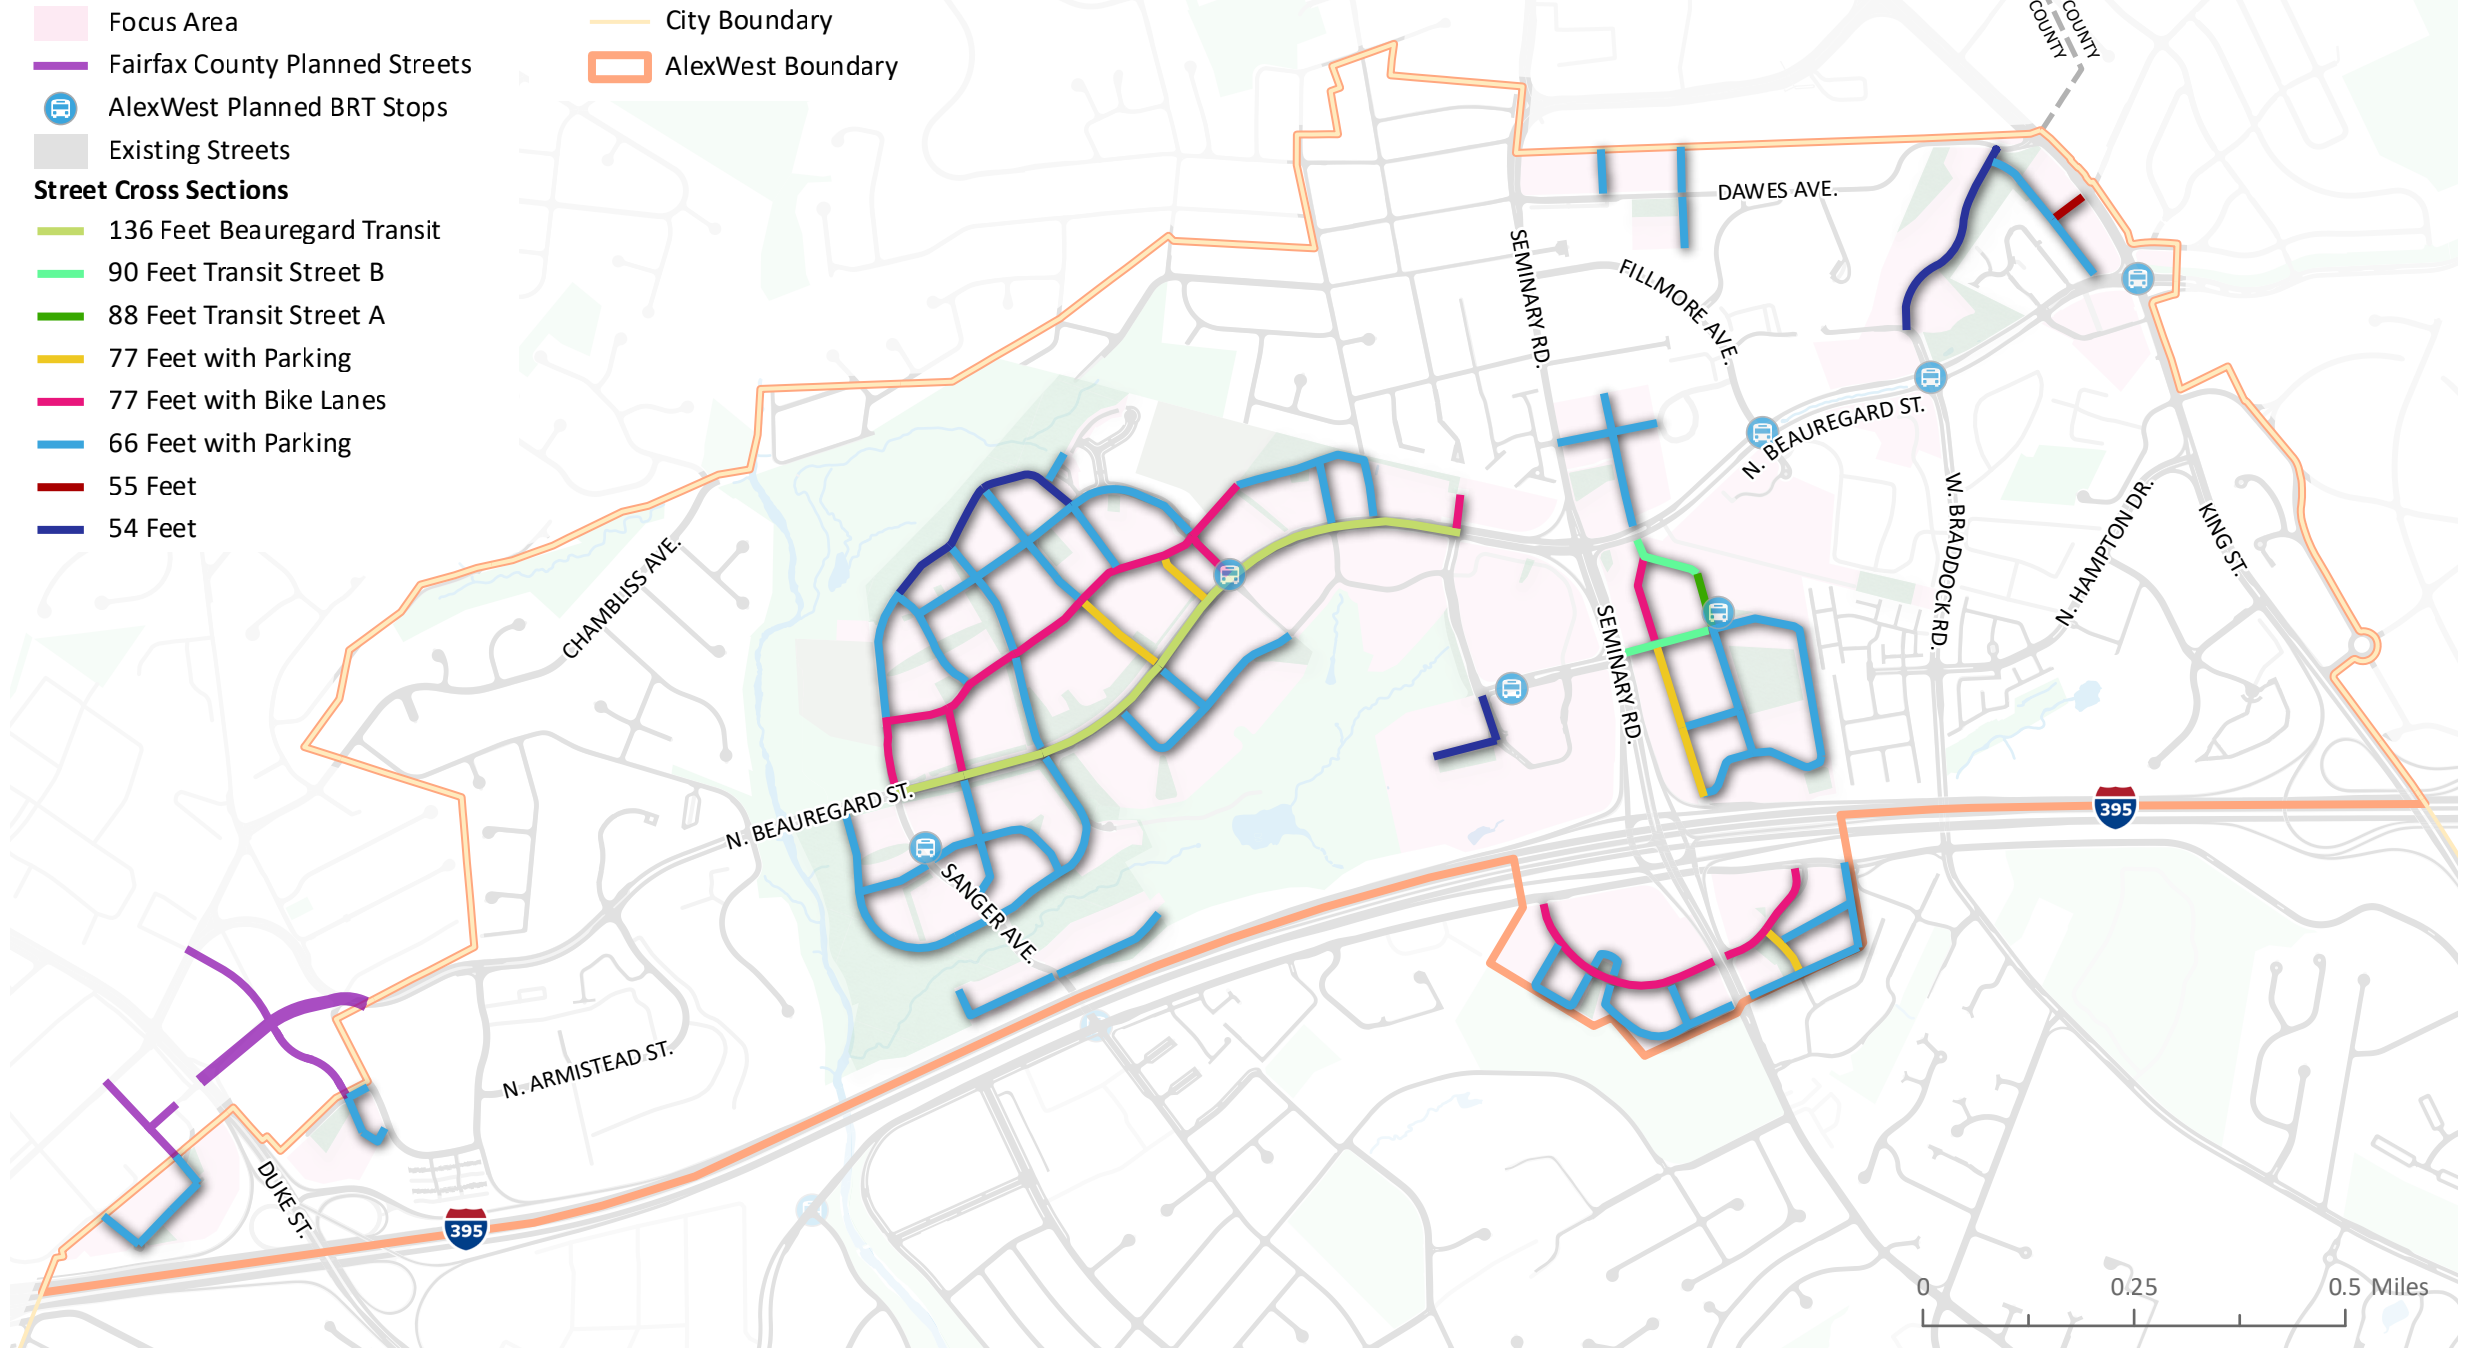 Focus Area
Fairfax County Planned Streets
AlexWest Planned BRT Stops
Existing Streets
Street Cross Sections
136 Feet Beauregard Transit
90 Feet Transit Street B
88 Feet Transit Street A
77 Feet with Parking
77 Feet with Bike Lanes
66 Feet with Parking
55 Feet
54 Feet
City Boundary
AlexWest Boundary
COUNTY
COUNTY
DAWES AVE.
SEMINARY RD.
FILLMORE AVE.
N. BEAUREGARD ST.
W. BRADDOCK RD.
N. HAMPTON DR.
KING ST.
CHAMBLISS AVE.
SEMINARY RD.
N. BEAUREGARD ST.
SANGER AVE.
395
N. ARMISTEAD ST.
DUKE ST.
395
0 0.25 0.5 Miles